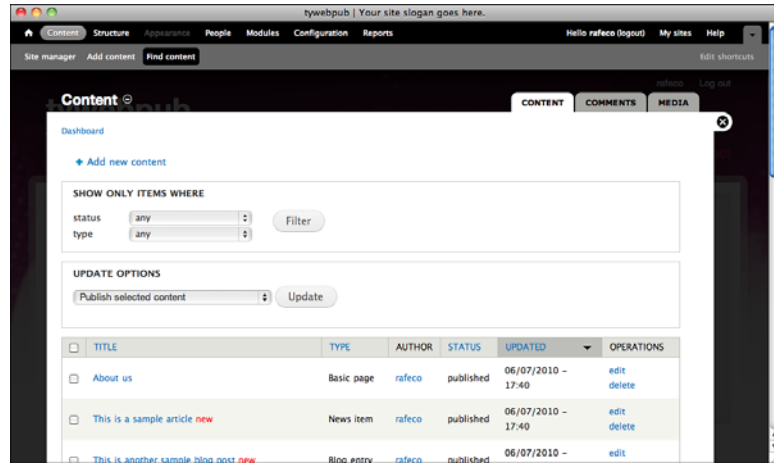 tywebpub | Your site slogan goes here.
Content Structure Appearance People Modules Configuration Reports Hello rafeco (logout) My sites Help
Site manager Add content Find content Edit shortcuts
rafeco Log out
Content
tywebpub
CONTENT COMMENTS MEDIA
Dashboard
+ Add new content
SHOW ONLY ITEMS WHERE
status any
Filter
type any
UPDATE OPTIONS
Publish selected content Update
TITLE TYPE AUTHOR STATUS UPDATED OPERATIONS
About us Basic page rafeco published 06/07/2010 – 17:40 edit delete
This is a sample article new News item rafeco published 06/07/2010 – 17:40 edit delete
This is another sample blog post new Blog entry rafeco published 06/07/2010 – edit